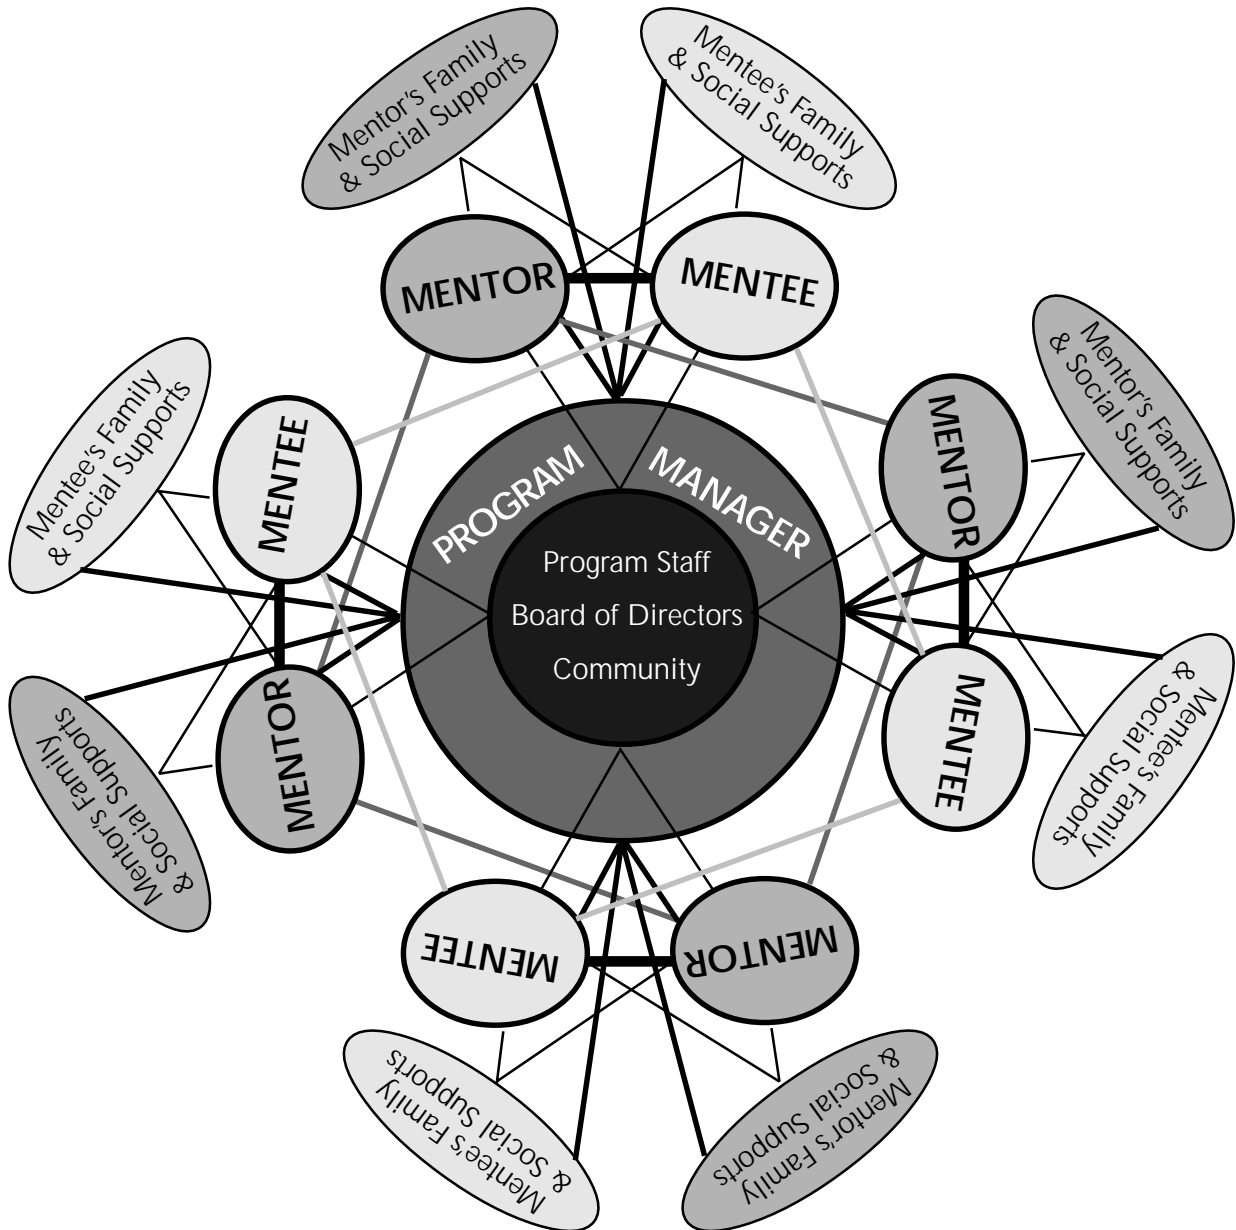 Mentor's Family
& Social Supports
Mentee's Family
& Social Supports
MENTOR
MENTEE
Mentor's Family
& Social Supports
Mentee's Family
& Social Supports
MENTEE
MENTOR
PROGRAM MANAGER
Program Staff
Board of Directors
Community
MENTOR
MENTEE
Mentor's Family
& Social Supports
Mentee's Family
& Social Supports
MENTEE
MENTOR
Mentee's Family
& Social Supports
Mentor's Family
& Social Supports